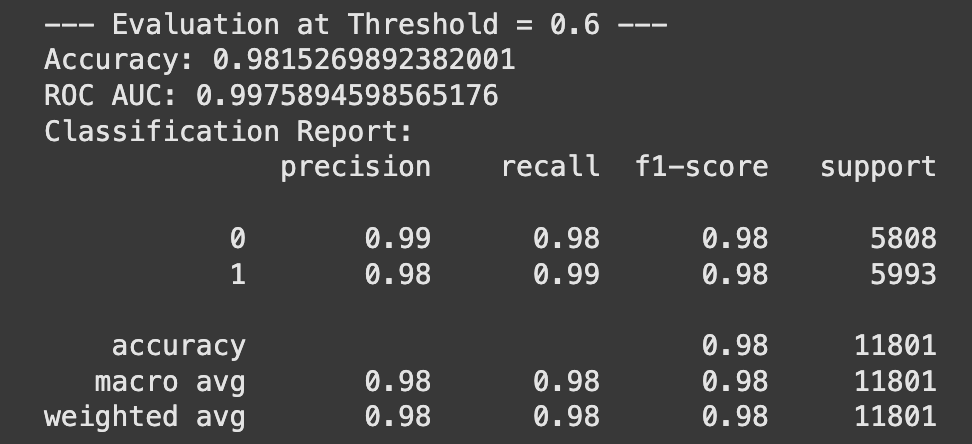 --- Evaluation at Threshold = 0.6 ---
Accuracy: 0.9815269892382001
ROC AUC: 0.9975894598565176
Classification Report:
precision recall f1-score support
0 0.99 0.98 0.98 5808
1 0.98 0.99 0.98 5993
accuracy 0.98 11801
macro avg 0.98 0.98 0.98 11801
weighted avg 0.98 0.98 0.98 11801